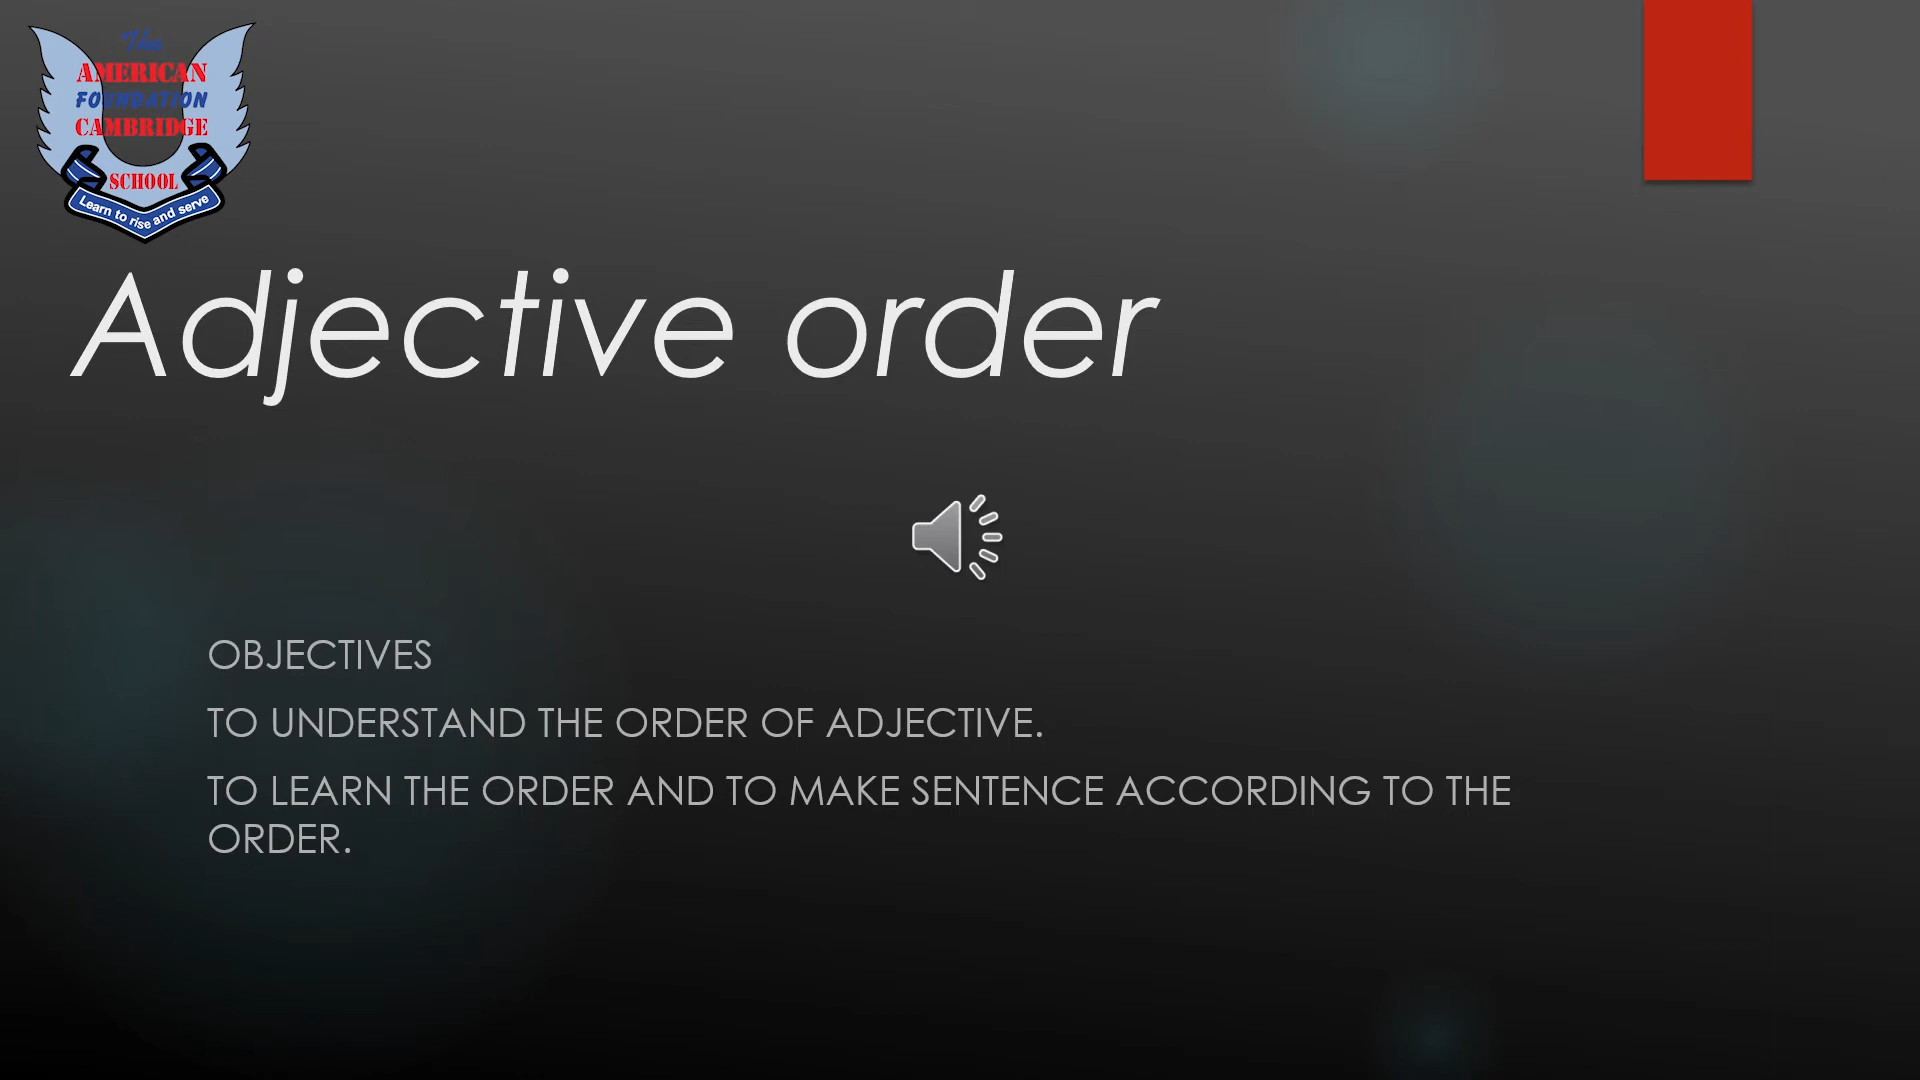 The
AMERICAN
FOUNDATION
CAMBRIDGE
SCHOOL
Learn to rise and serve
Adjective order
OBJECTIVES
TO UNDERSTAND THE ORDER OF ADJECTIVE.
TO LEARN THE ORDER AND TO MAKE SENTENCE ACCORDING TO THE
ORDER.